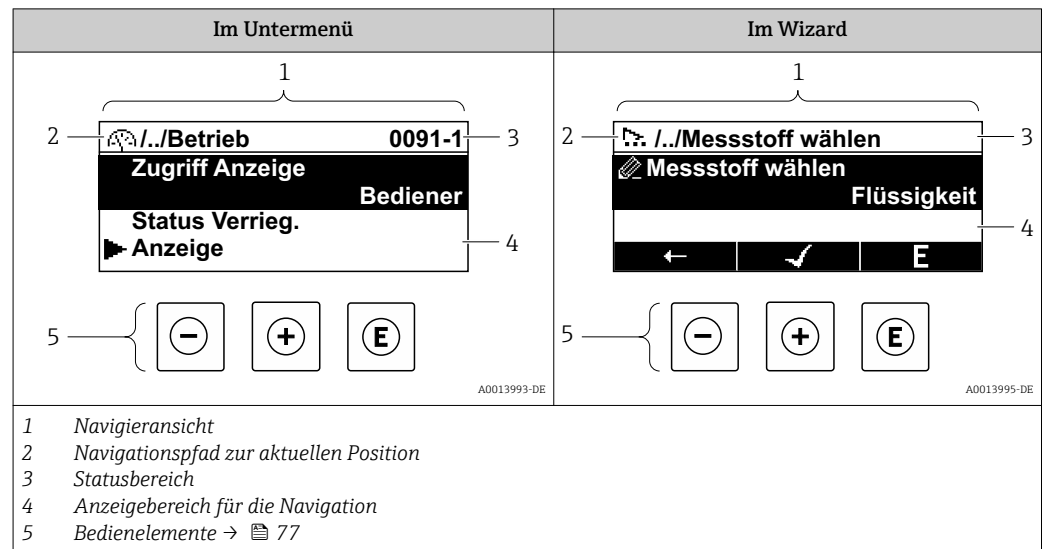 Im Untermenü
Im Wizard
1
2
/../Betrieb 0091-1
3
Zugriff Anzeige
Bediener
Status Verrieg.
Anzeige
4
5
- + E
A0013993-DE
1
2
/../Messstoff wählen
3
Messstoff wählen
Flüssigkeit
4
← ✓ E
5
- + E
A0013995-DE
1 Navigieransicht
2 Navigationspfad zur aktuellen Position
3 Statusbereich
4 Anzeigebereich für die Navigation
5 Bedienelemente → 77